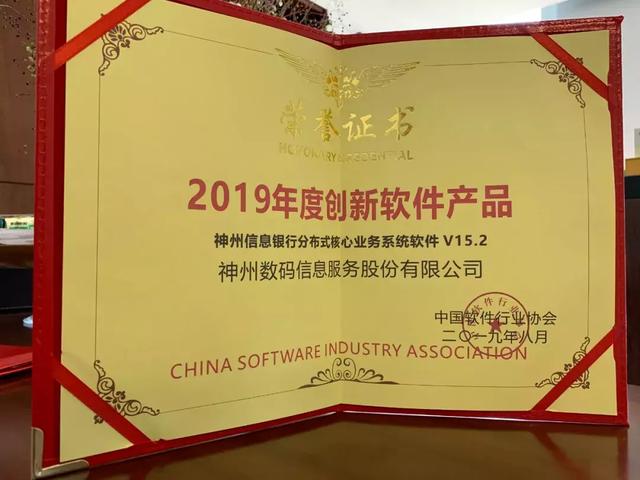 荣誉证书
HONORARY CREDENTIAL
2019年度创新软件产品
神州信息银行分布式核心业务系统软件 V15.2
神州数码信息服务股份有限公司
中国软件行业协会
二〇一九年八月
CHINA SOFTWARE INDUSTRY ASSOCIATION